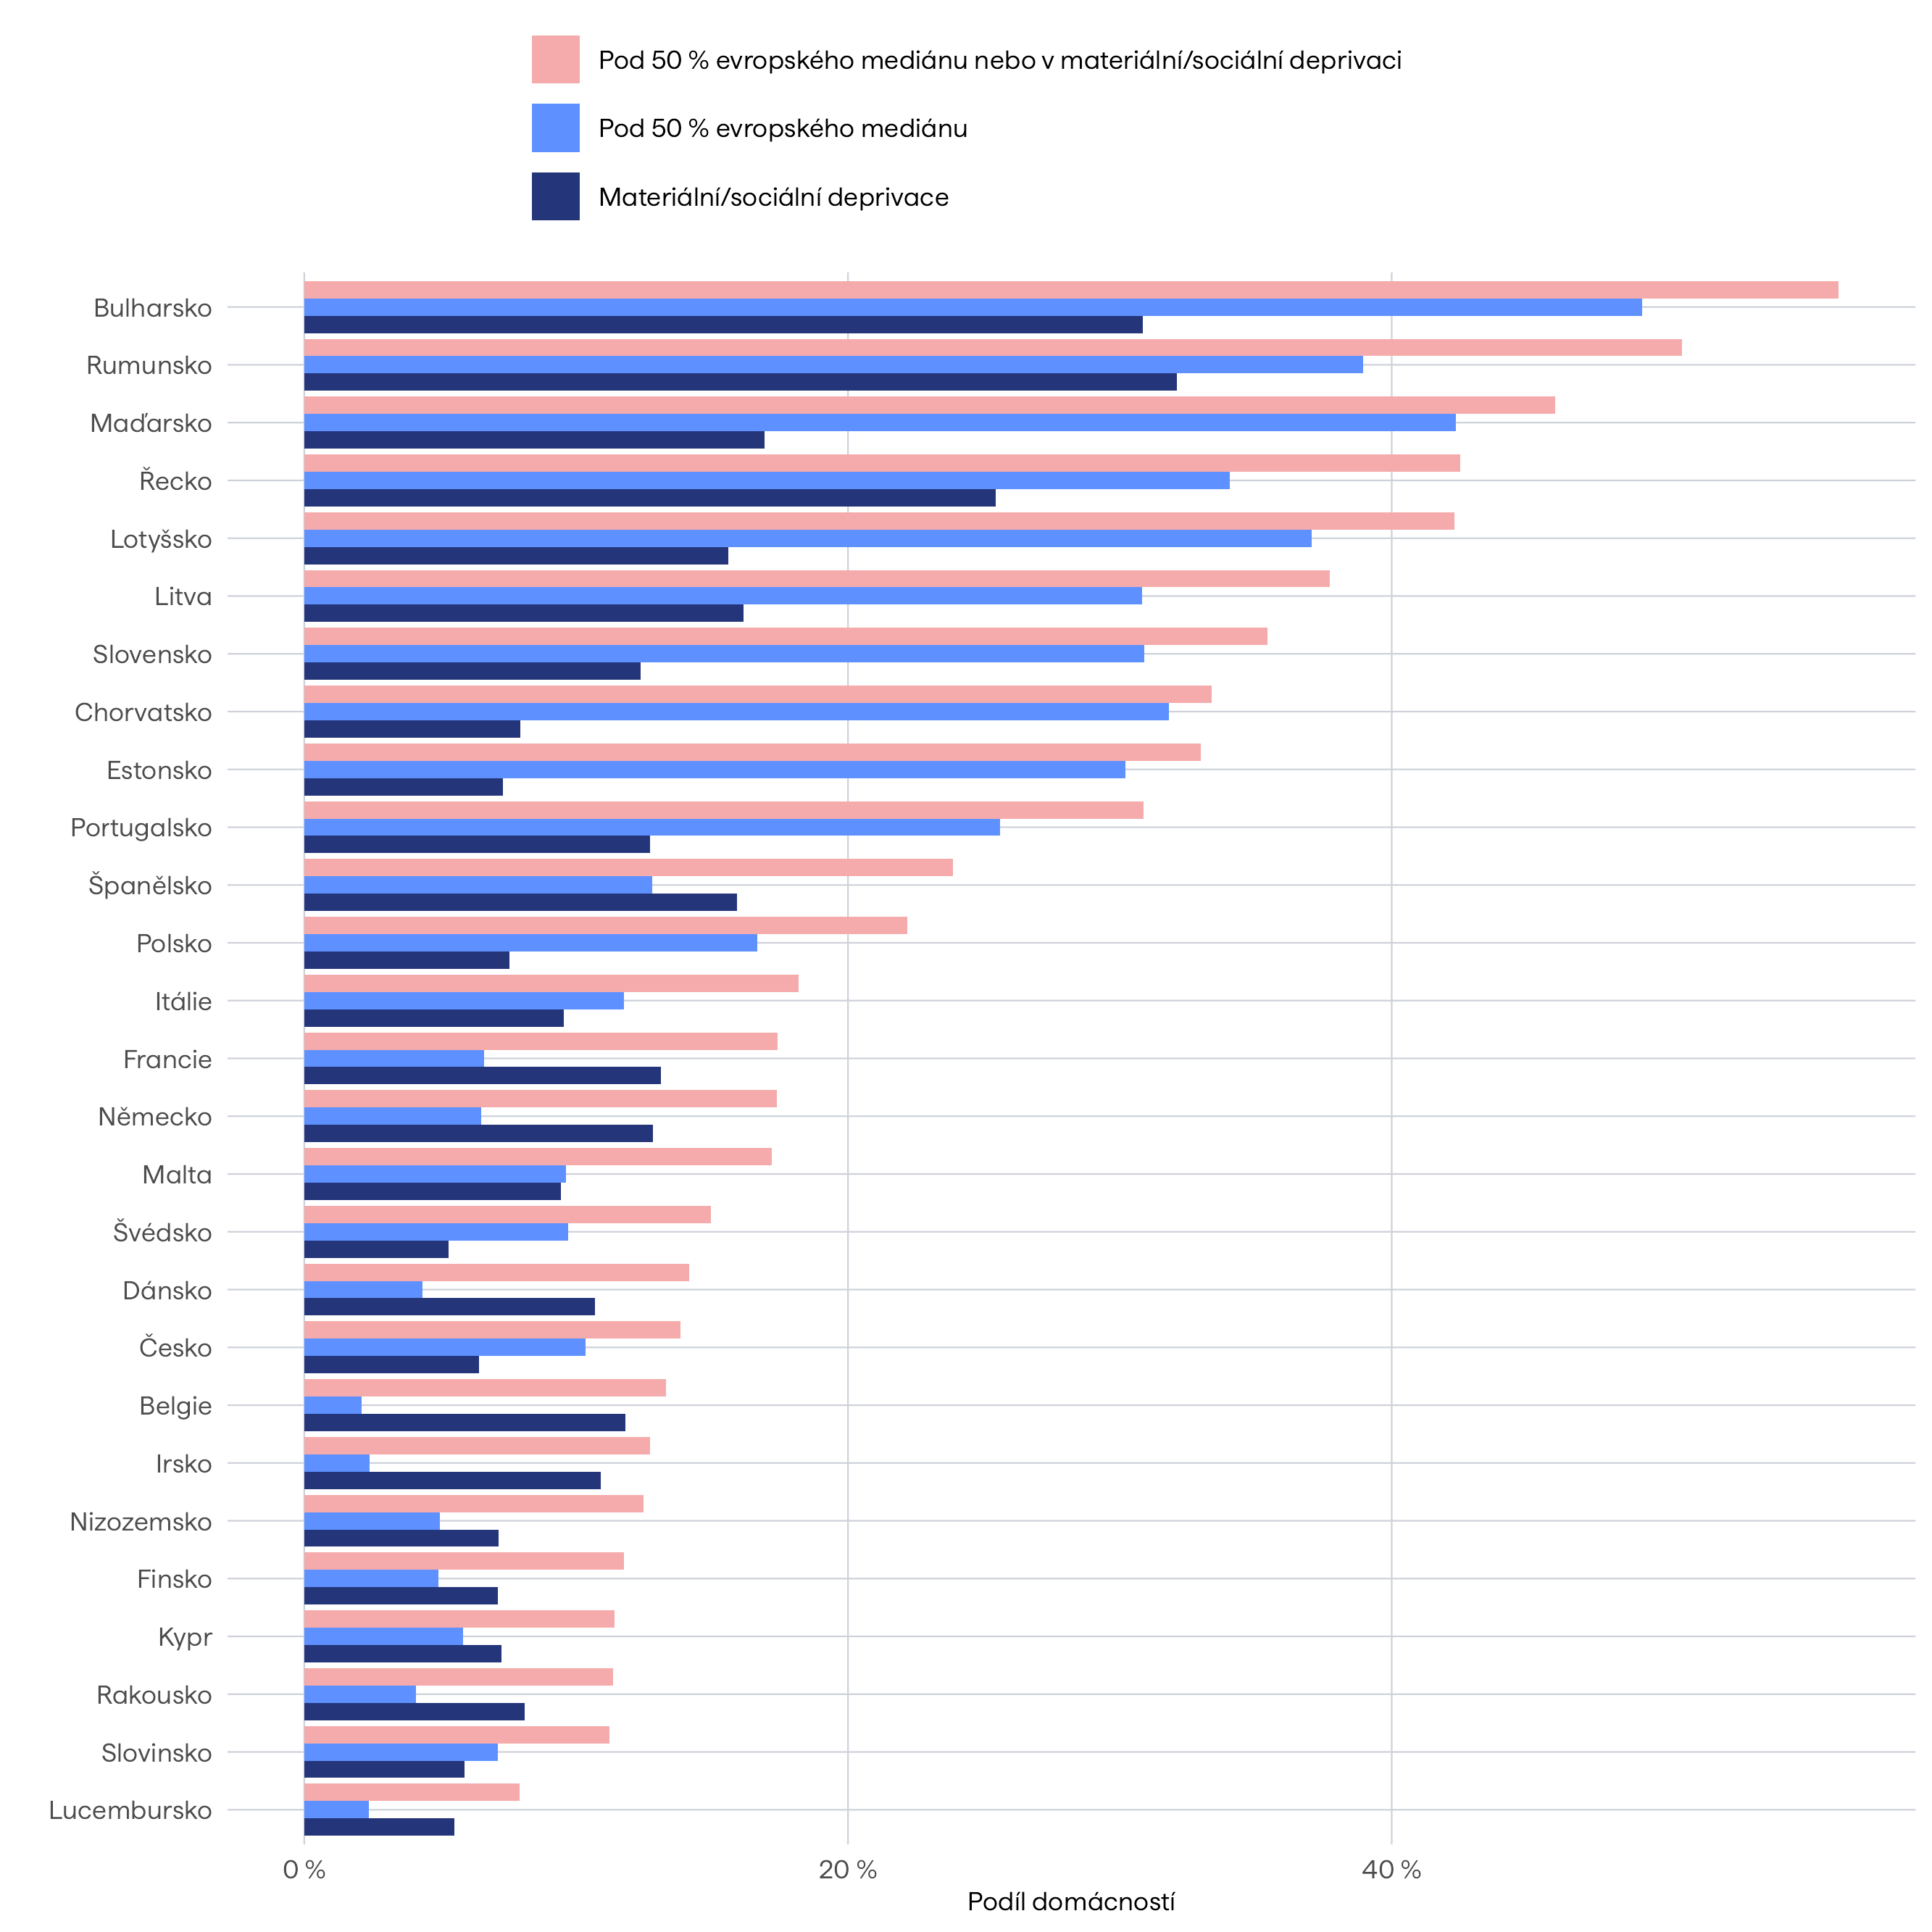 Pod 50 % evropského mediánu nebo v materiální/sociální deprivaci
Pod 50 % evropského mediánu
Materiální/sociální deprivace
Bulharsko
Rumunsko
Maďarsko
Řecko
Lotyšsko
Litva
Slovensko
Chorvatsko
Estonsko
Portugalsko
Španělsko
Polsko
Itálie
Francie
Německo
Malta
Švédsko
Dánsko
Česko
Belgie
Irsko
Nizozemsko
Finsko
Kypr
Rakousko
Slovinsko
Lucembursko
0 % 20 % 40 %
Podíl domácností